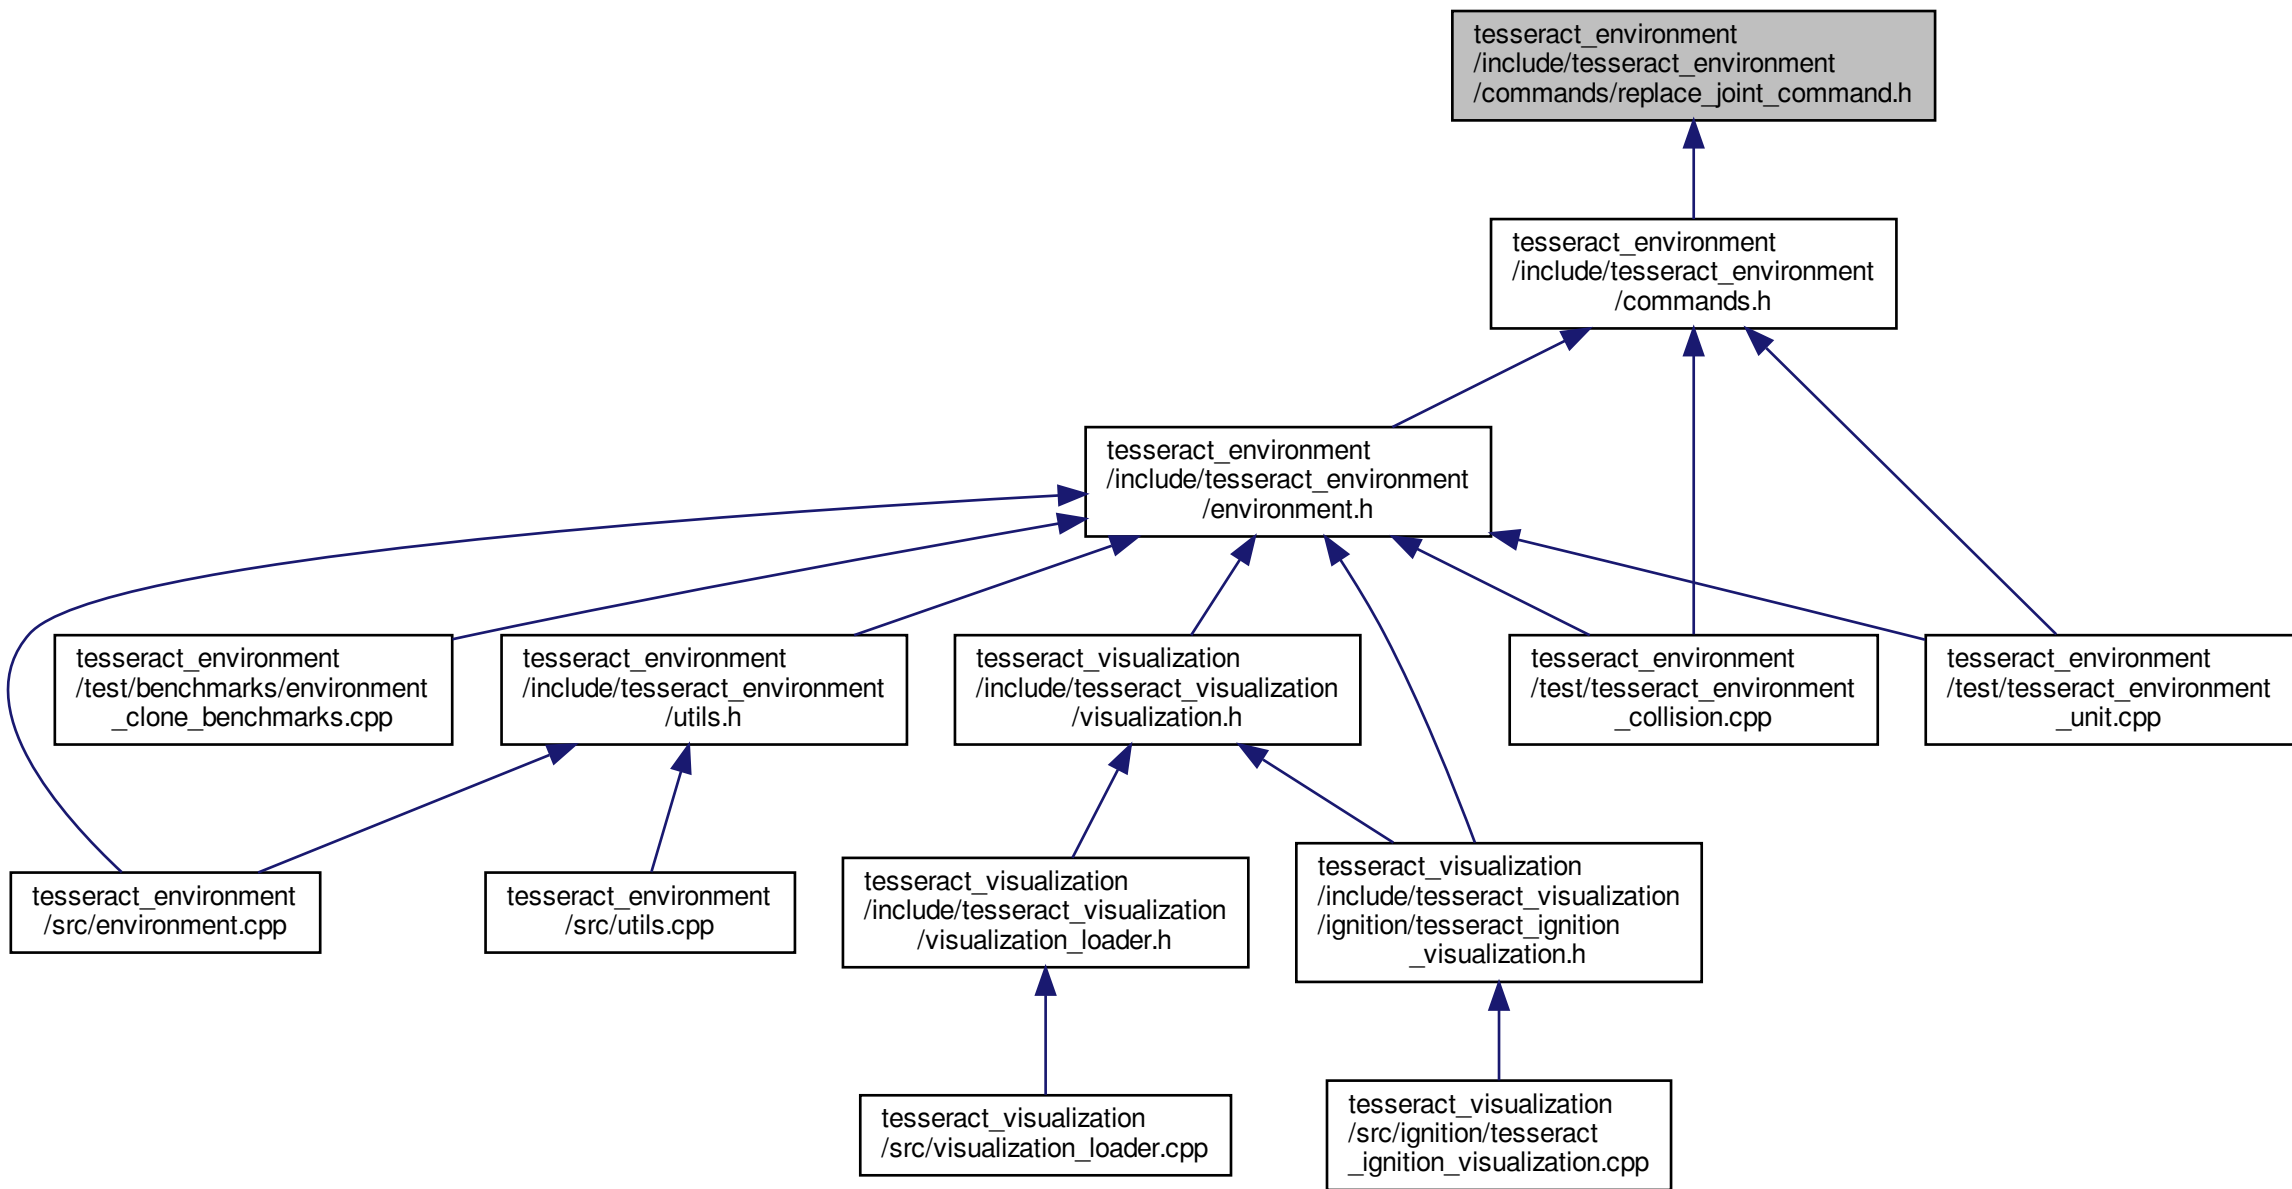 tesseract_environment
/include/tesseract_environment
/commands/replace_joint_command.h
tesseract_environment
/include/tesseract_environment
/commands.h
tesseract_environment
/include/tesseract_environment
/environment.h
tesseract_environment
/test/benchmarks/environment
_clone_benchmarks.cpp
tesseract_environment
/include/tesseract_environment
/utils.h
tesseract_visualization
/include/tesseract_visualization
/visualization.h
tesseract_environment
/test/tesseract_environment
_collision.cpp
tesseract_environment
/test/tesseract_environment
_unit.cpp
tesseract_environment
/src/environment.cpp
tesseract_environment
/src/utils.cpp
tesseract_visualization
/include/tesseract_visualization
/visualization_loader.h
tesseract_visualization
/include/tesseract_visualization
/ignition/tesseract_ignition
_visualization.h
tesseract_visualization
/src/visualization_loader.cpp
tesseract_visualization
/src/ignition/tesseract
_ignition_visualization.cpp